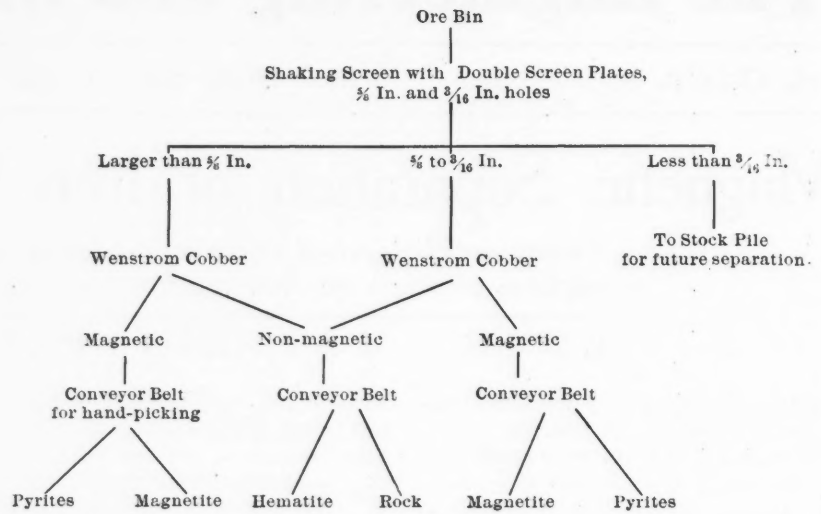 Ore Bin
Shaking Screen with Double Screen Plates,
⅝ In. and 3/16 In. holes
Larger than ⅝ In.
⅝ to 3/16 In.
Less than 3/16 In.
Wenstrom Cobber
Wenstrom Cobber
To Stock Pile
for future separation.
Magnetic
Non-magnetic
Magnetic
Conveyor Belt
for hand-picking
Conveyor Belt
Conveyor Belt
Pyrites
Magnetite
Hematite
Rock
Magnetite
Pyrites